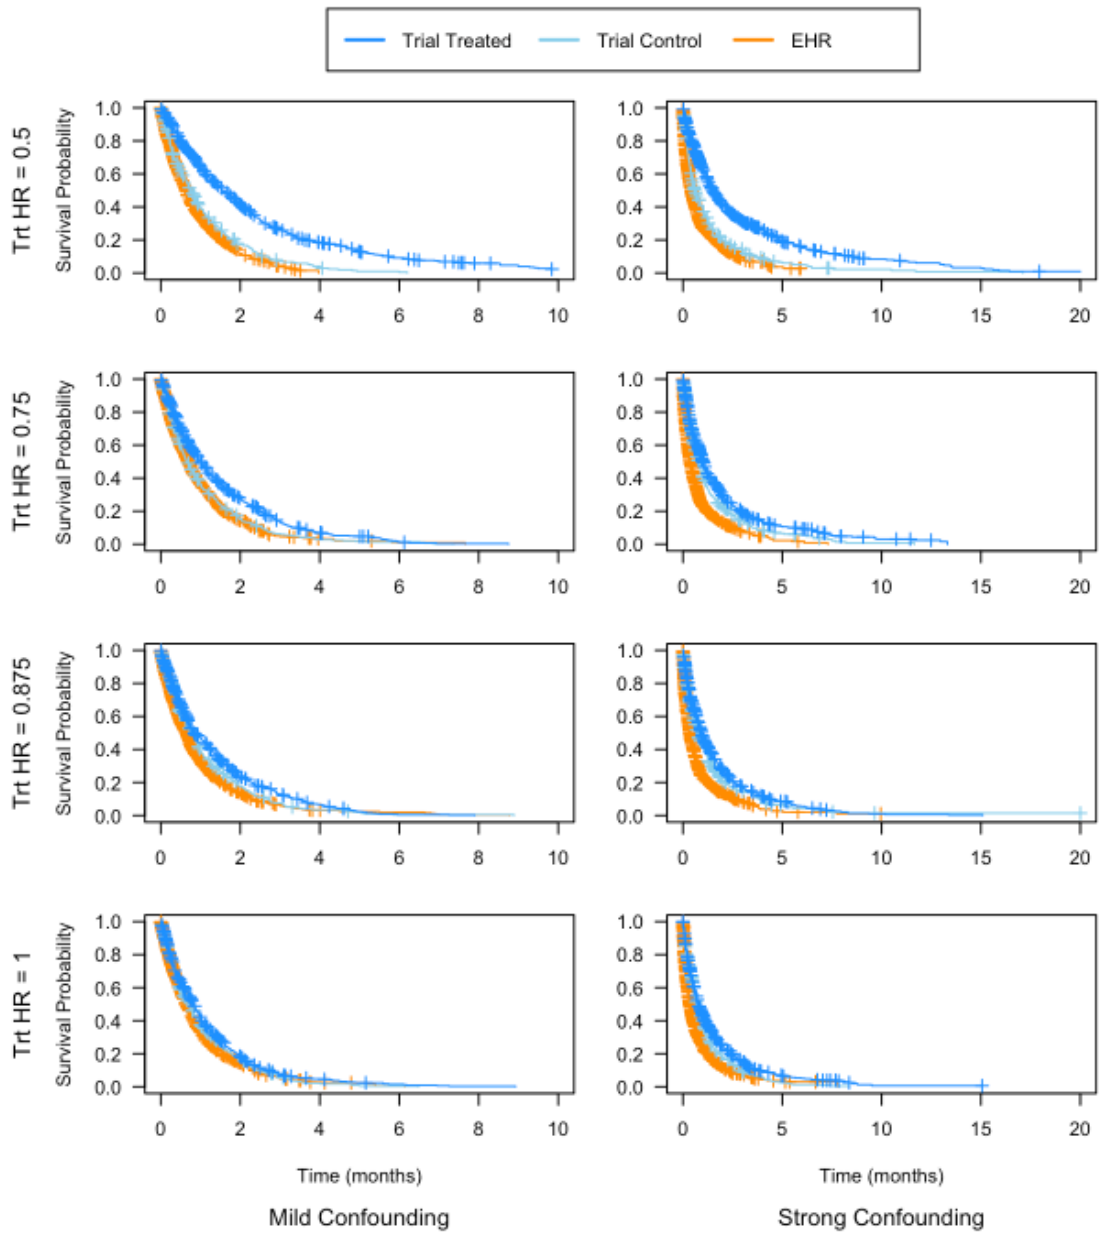 Trial Treated Trial Control EHR
Trt HR = 0.5
Survival Probability
1.0
0.8
0.6
0.4
0.2
0.0
0 2 4 6 8 10
1.0
0.8
0.6
0.4
0.2
0.0
0 5 10 15 20
Trt HR = 0.75
Survival Probability
1.0
0.8
0.6
0.4
0.2
0.0
0 2 4 6 8 10
1.0
0.8
0.6
0.4
0.2
0.0
0 5 10 15 20
Trt HR = 0.875
Survival Probability
1.0
0.8
0.6
0.4
0.2
0.0
0 2 4 6 8 10
1.0
0.8
0.6
0.4
0.2
0.0
0 5 10 15 20
Trt HR = 1
Survival Probability
1.0
0.8
0.6
0.4
0.2
0.0
0 2 4 6 8 10
1.0
0.8
0.6
0.4
0.2
0.0
0 5 10 15 20
Time (months) Time (months)
Mild Confounding Strong Confounding